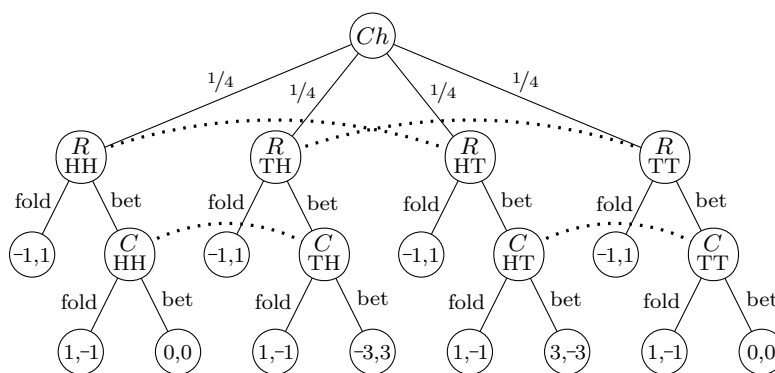 Ch
1/4 1/4 1/4 1/4
R R R R
HH TH HT TT
fold bet fold bet fold bet fold bet
-1,1 C -1,1 C -1,1 C -1,1 C
HH TH HT TT
fold bet fold bet fold bet fold bet
1,-1 0,0 1,-1 -3,3 1,-1 3,-3 1,-1 0,0